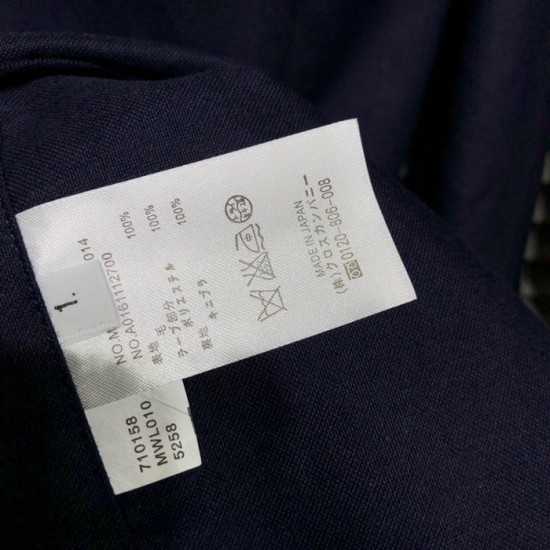 1.
NO.W 014
NO.A0161112700
表地 毛 100%
テープ部分
ポリエステル 100%
裏地 キュプラ 100%
MADE IN JAPAN
(株)クロスカンパニー
0120-806-008
710158
MWL010
5258